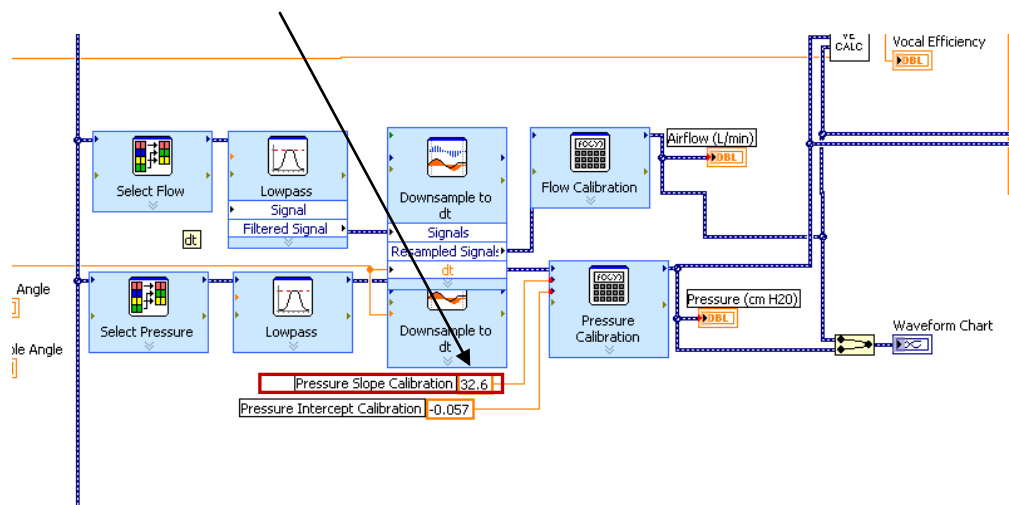 VE
CALC
Vocal Efficiency
DBL
Select Flow
Lowpass
Signal
Filtered Signal
dt
Downsample to
dt
Signals
Resampled Signals
dt
Flow Calibration
Airflow (L/min)
DBL
Angle
Select Pressure
Lowpass
Downsample to
dt
Pressure
Calibration
Pressure (cm H20)
DBL
Waveform Chart
le Angle
Pressure Slope Calibration 32.6
Pressure Intercept Calibration -0.057